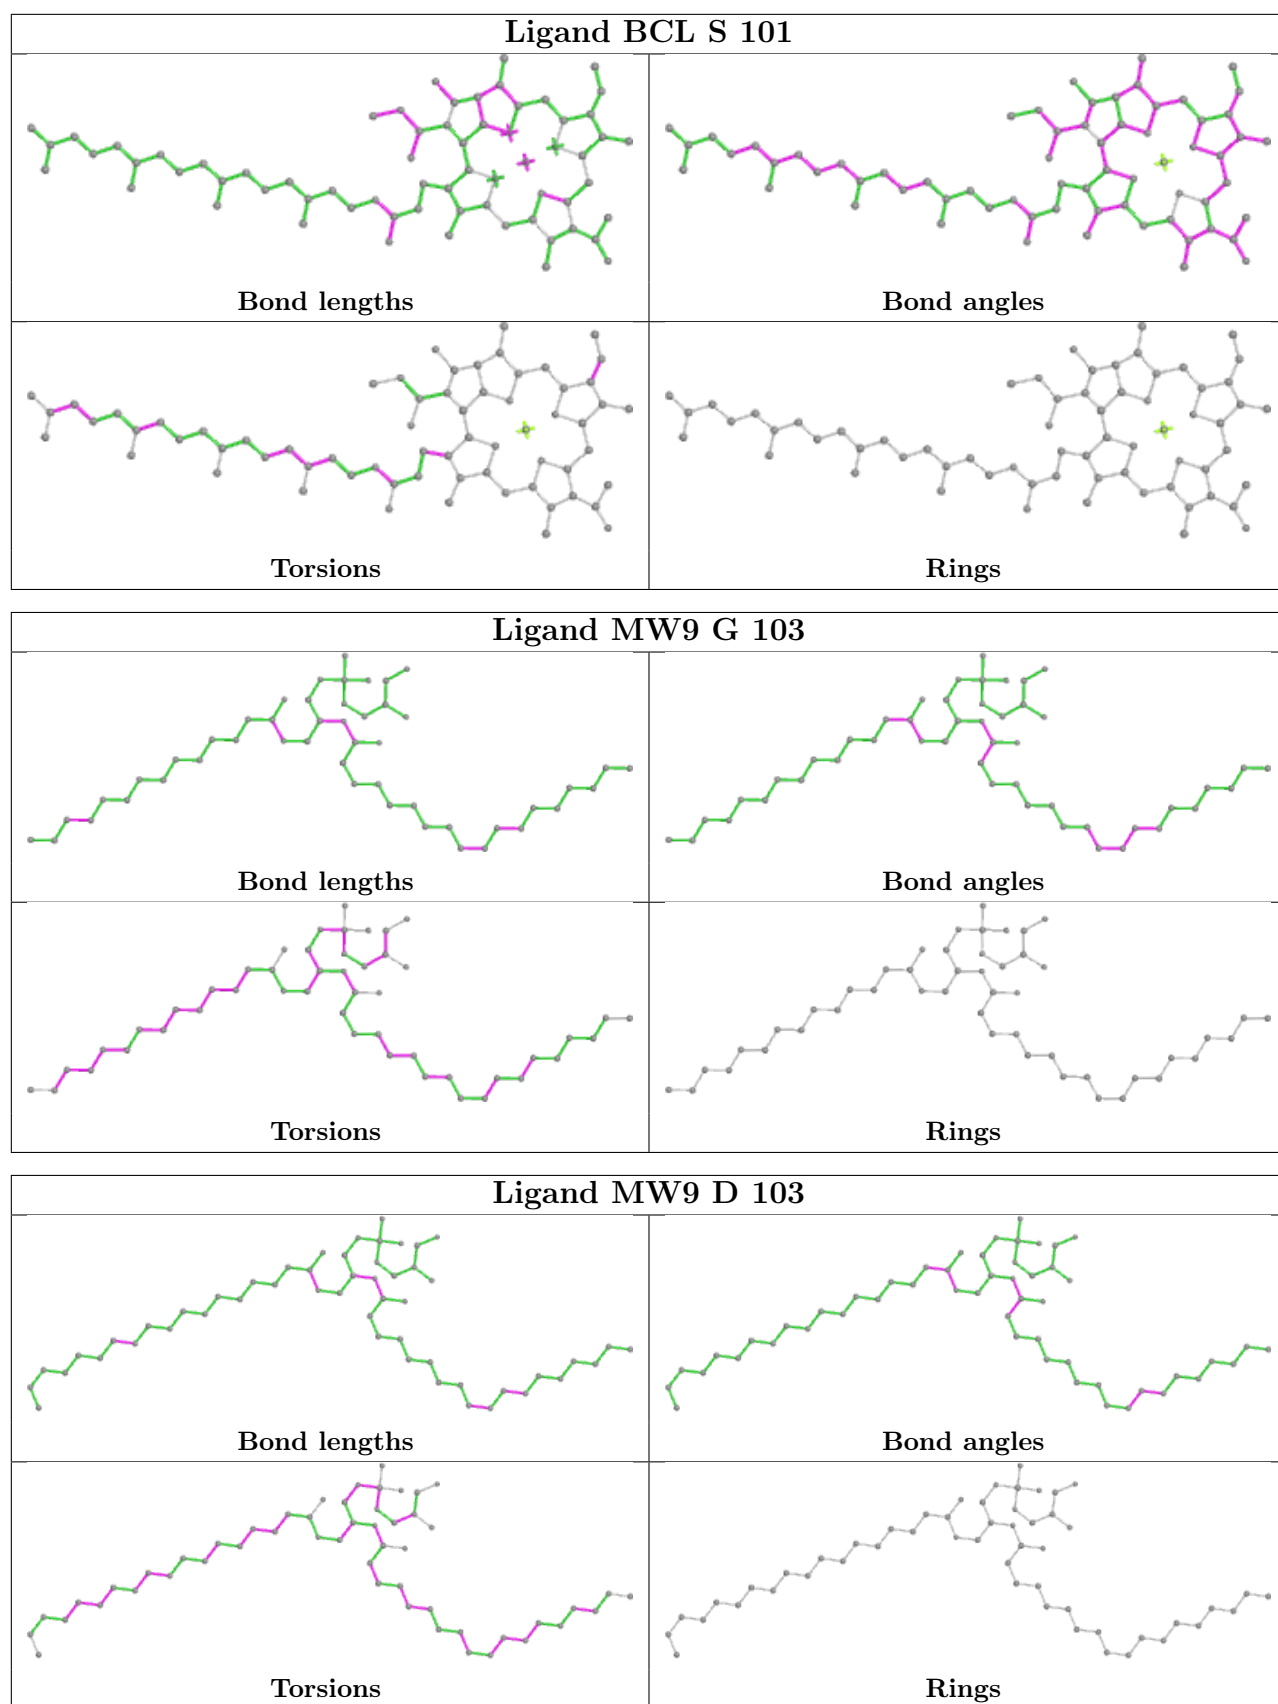 Ligand BCL S 101
Bond lengths
Bond angles
Torsions
Rings
Ligand MW9 G 103
Bond lengths
Bond angles
Torsions
Rings
Ligand MW9 D 103
Bond lengths
Bond angles
Torsions
Rings